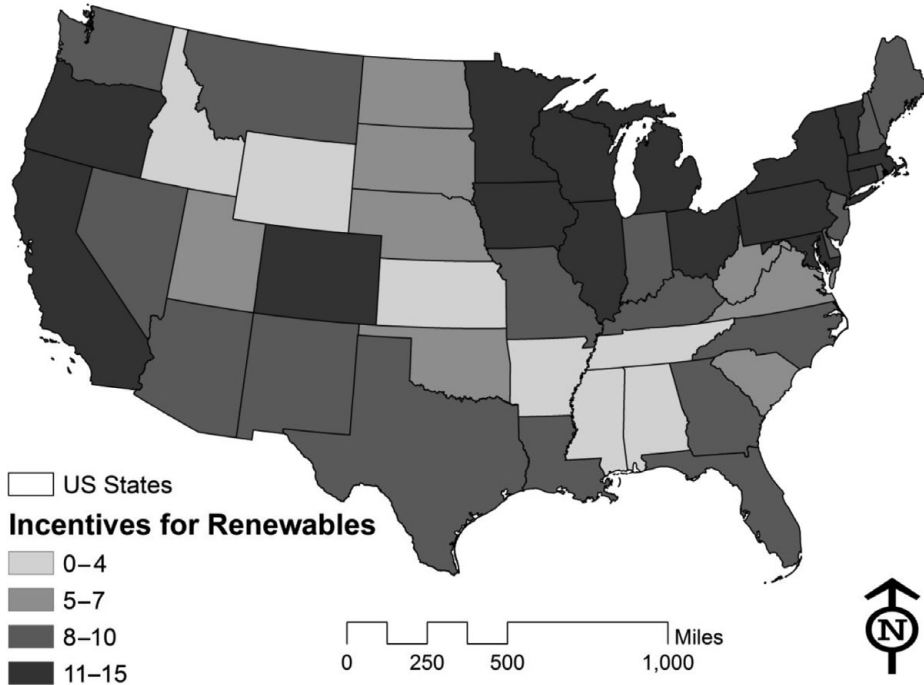 US States
Incentives for Renewables
0–4
5–7
8–10
11–15
Miles
0 250 500 1,000
N